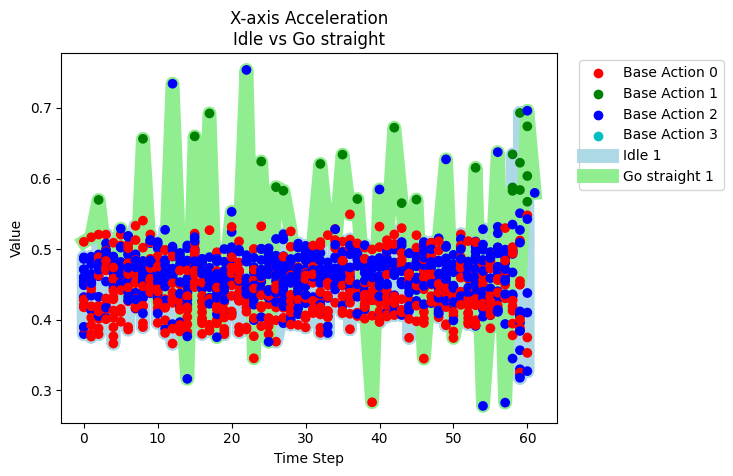 X-axis Acceleration
Idle vs Go straight
Value
0.7
0.6
0.5
0.4
0.3
0
10
20
30
40
50
60
Time Step
Base Action 0
Base Action 1
Base Action 2
Base Action 3
Idle 1
Go straight 1